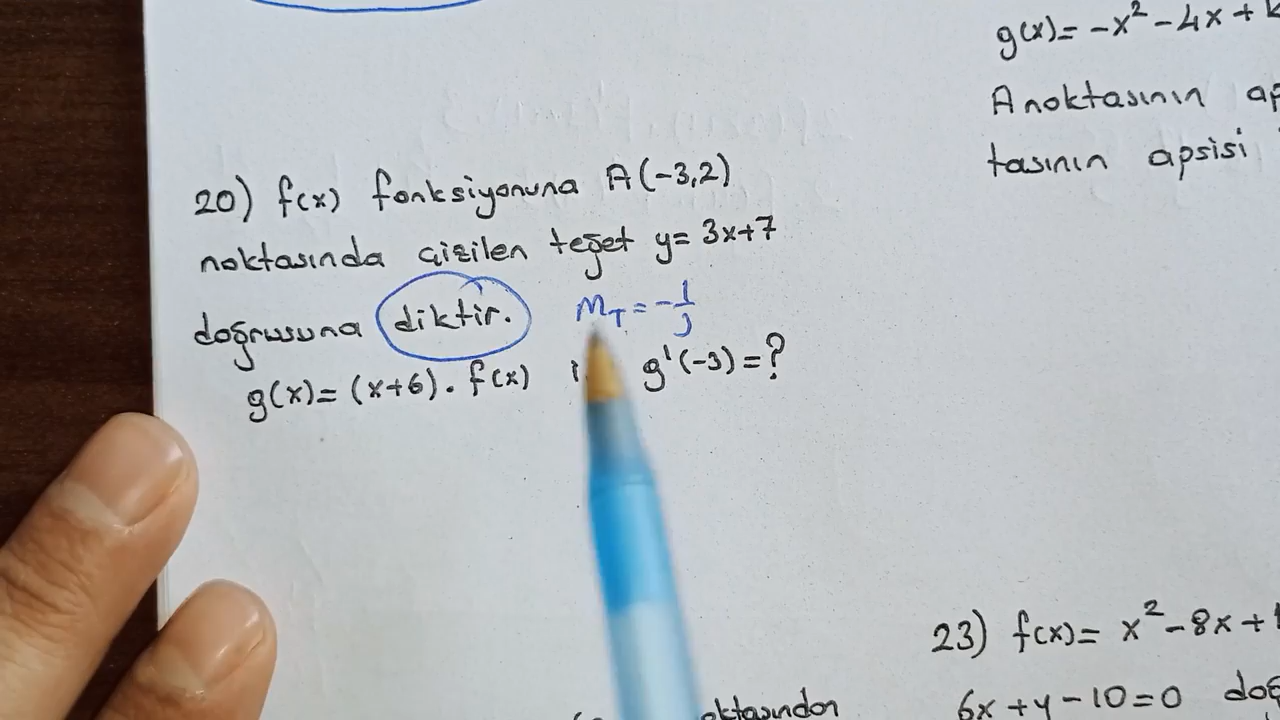 20) f(x) fonksiyonuna A(-3,2)
noktasında çizilen teğet y= 3x+7
doğrusuna diktir. m_T = -1/3
g(x)= (x+6). f(x) g'(-3)=?
g(x)= -x² - 4x +
A noktasının
tasının apsisi
23) f(x)= x² - 8x +
6x + y - 10 = 0